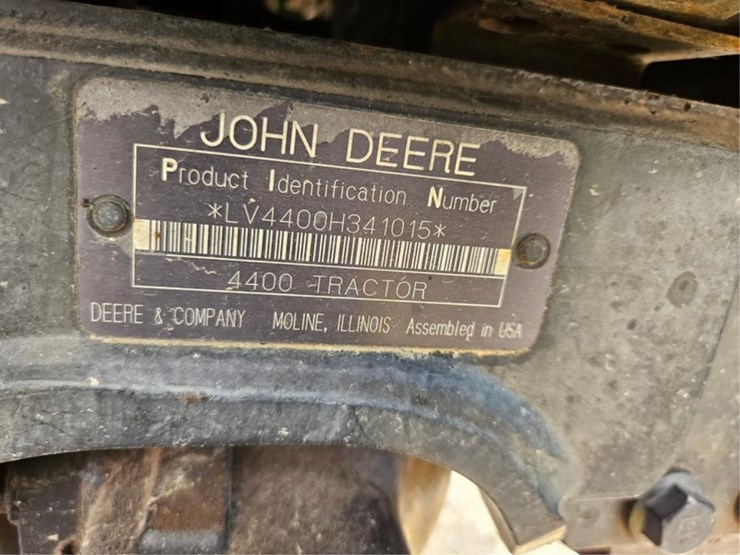 JOHN DEERE
Product Identification Number
*LV4400H341015*
4400 TRACTOR
DEERE & COMPANY MOLINE, ILLINOIS Assembled in USA